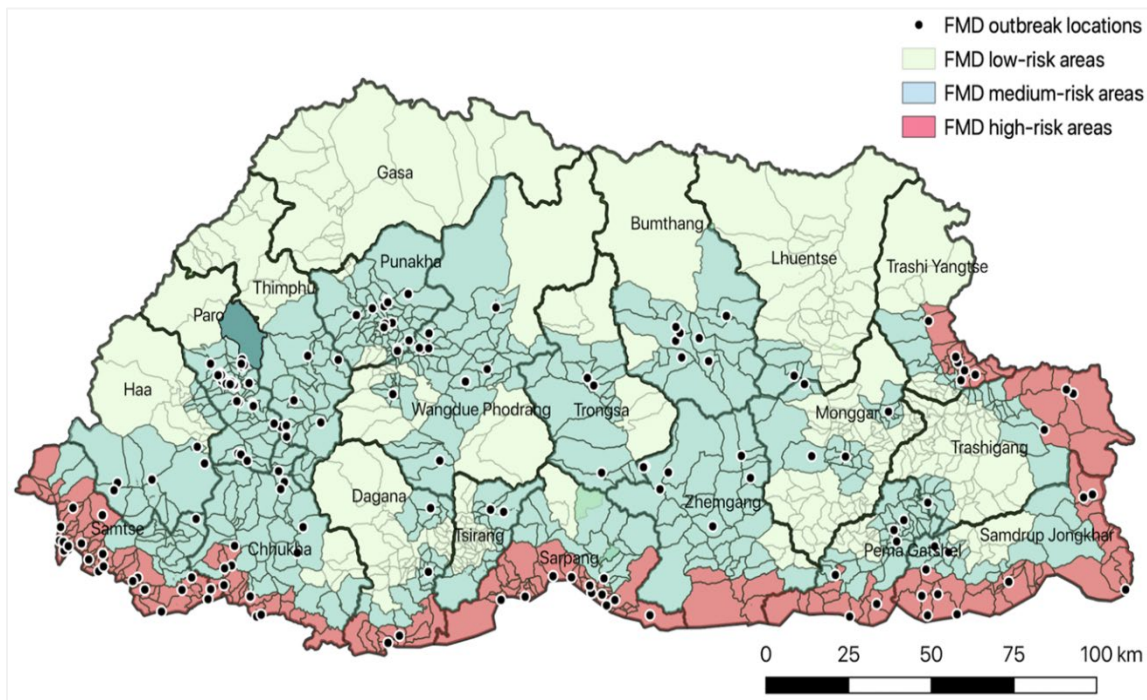 FMD outbreak locations
FMD low-risk areas
FMD medium-risk areas
FMD high-risk areas
Gasa
Bumthang
Lhuentse
Punakha
Trashi Yangtse
Thimphu
Paro
Haa
Wangdue Phodrang
Trongsa
Monggar
Trashigang
Dagana
Zhemgang
Samtse
Tsirang
Samdrup Jongkhar
Chhukha
Sarpang
Pema Gatshel
0 25 50 75 100 km